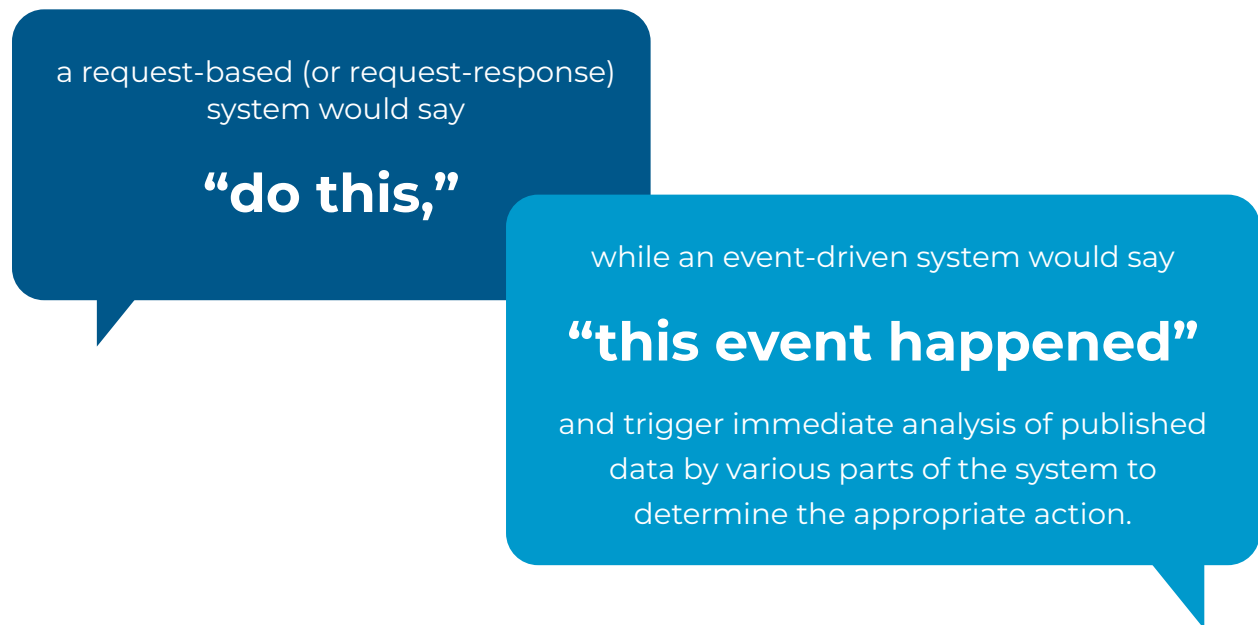 a request-based (or request-response)
system would say
“do this,”
while an event-driven system would say
“this event happened”
and trigger immediate analysis of published
data by various parts of the system to
determine the appropriate action.